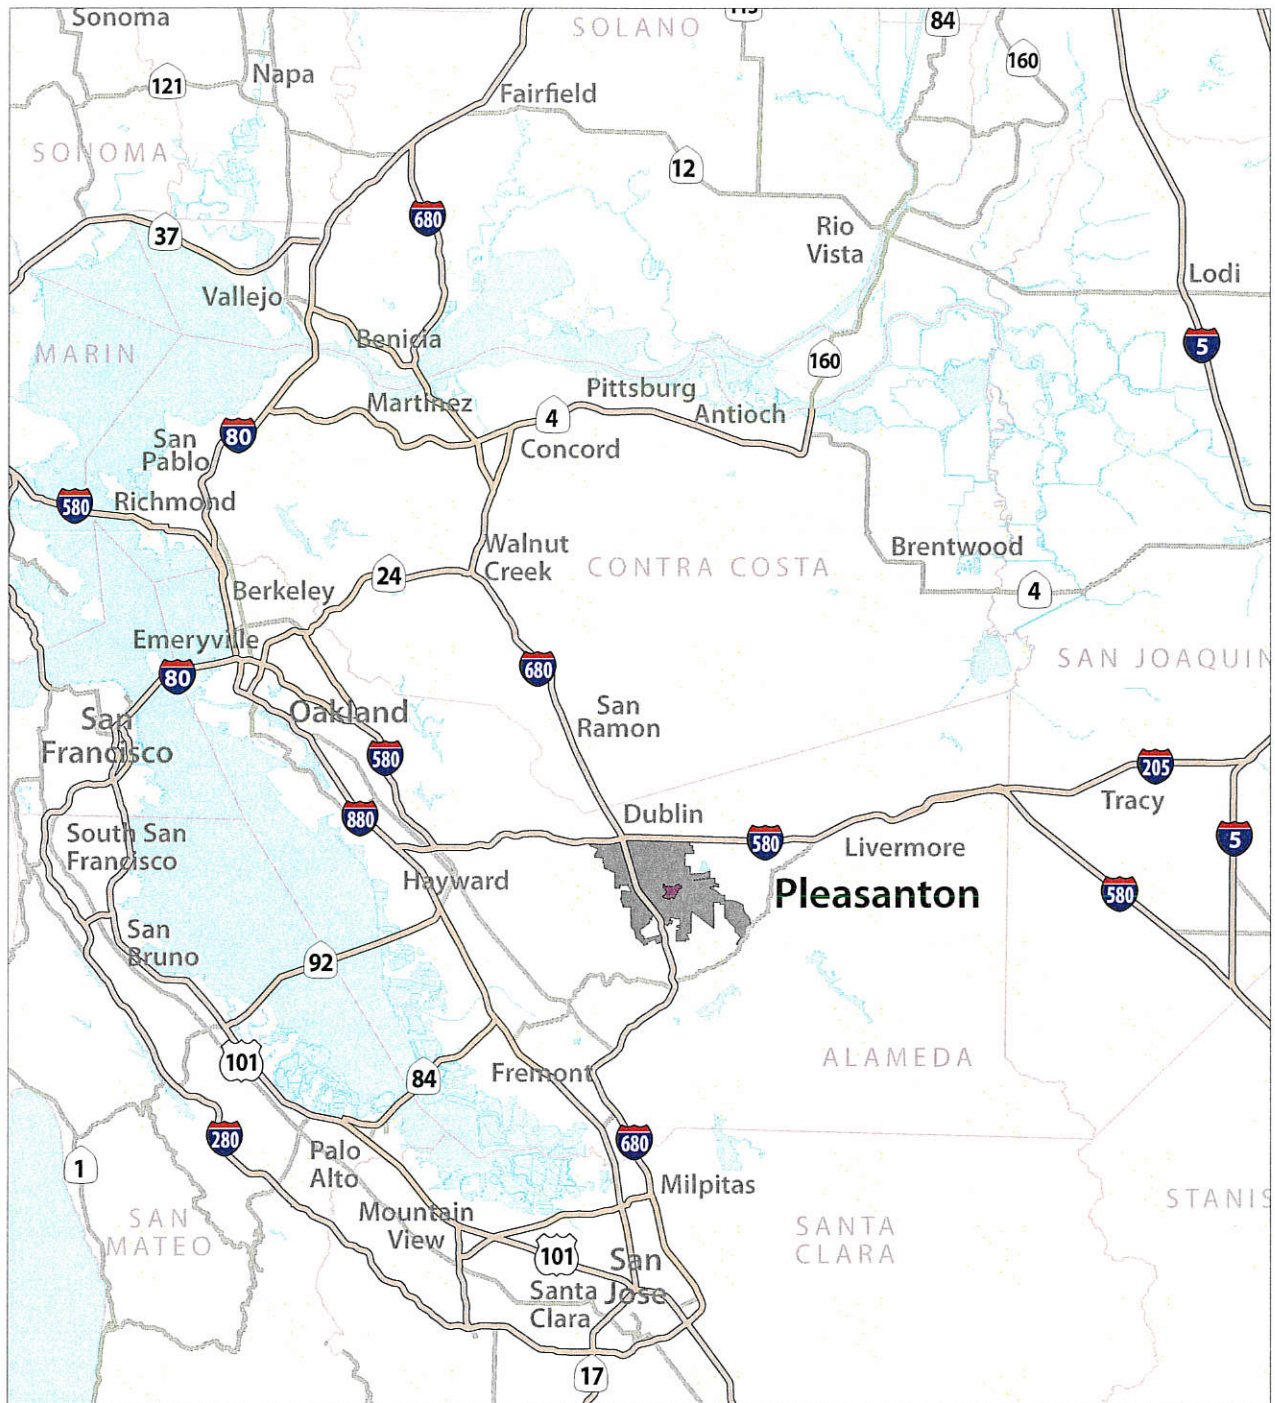 Sonoma
SOLANO
113
84
160
Napa
121
Fairfield
SONOMA
12
680
37
Rio
Vista
Lodi
Vallejo
Benicia
MARIN
5
160
Pittsburg
Martinez
4
Antioch
80
San
Pablo
Concord
580
Richmond
Walnut
Creek
Brentwood
24
CONTRA COSTA
Berkeley
4
Emeryville
SAN JOAQUIN
680
80
San
Francisco
Oakland
San
Ramon
580
205
Tracy
880
Dublin
South San
Francisco
580
Livermore
5
Hayward
Pleasanton
580
San
Bruno
92
101
84
Fremont
ALAMEDA
280
680
Palo
Alto
1
Milpitas
STANIS
Mountain
View
SAN
MATEO
SANTA
CLARA
101
San
Jose
Santa
Clara
17